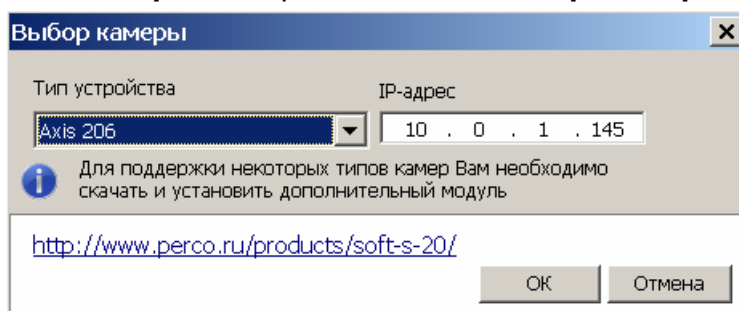 Выбор камеры
Тип устройства IP-адрес
Axis 206 10 . 0 . 1 . 145
Для поддержки некоторых типов камер Вам необходимо
скачать и установить дополнительный модуль
http://www.perco.ru/products/soft-s-20/
ОК Отмена